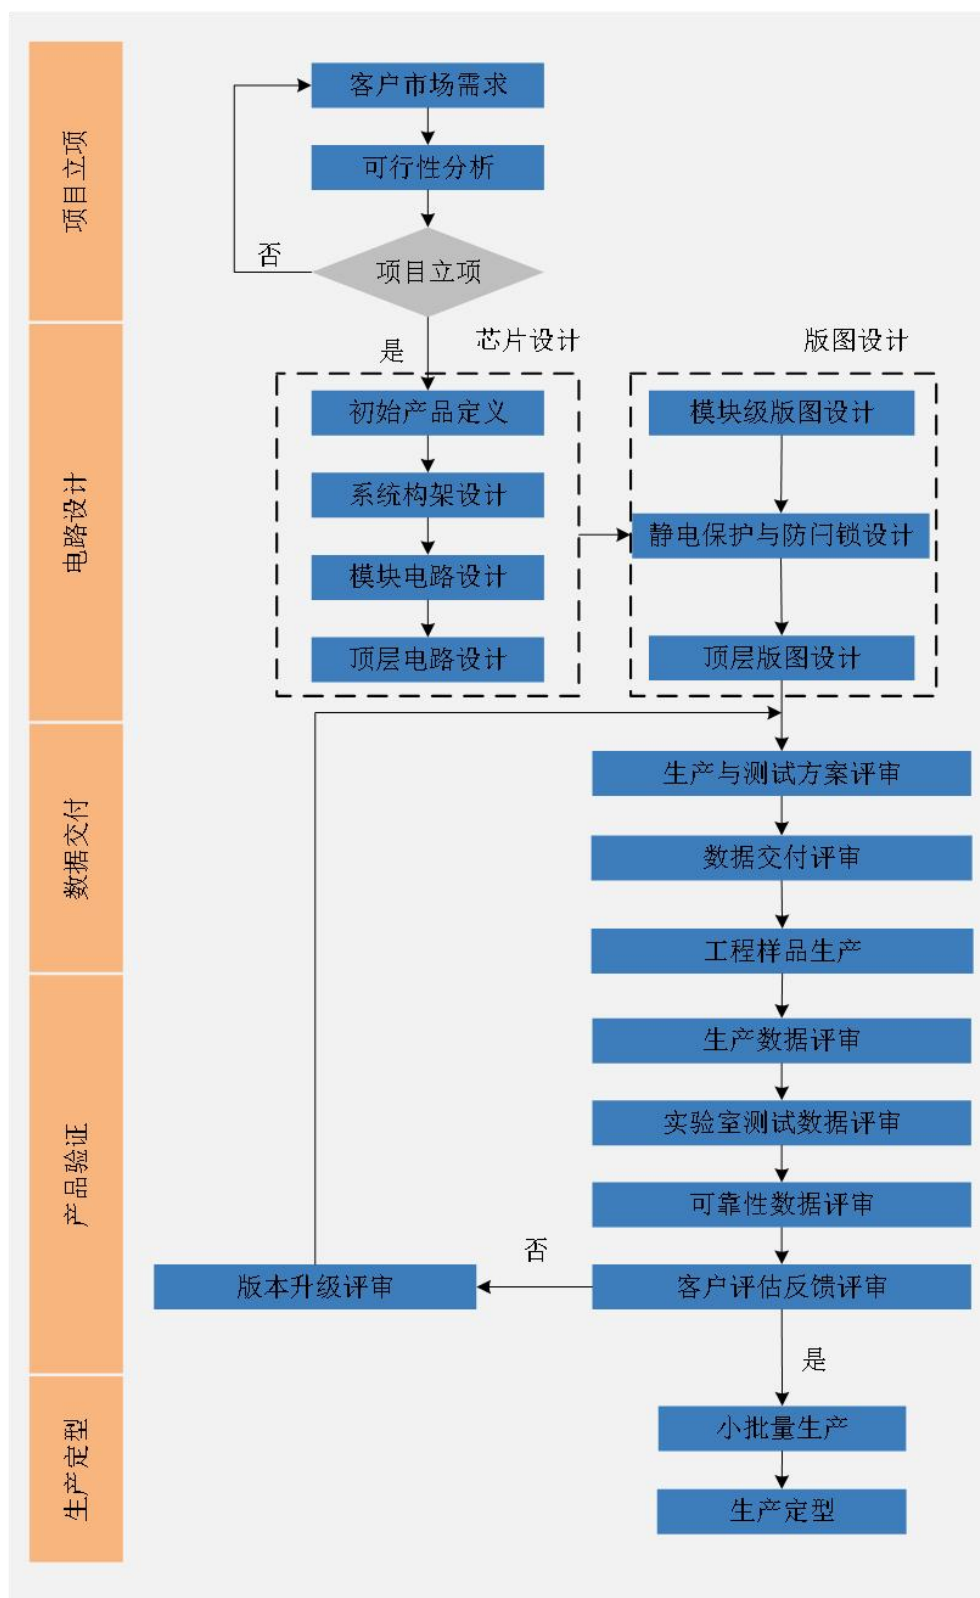 项目立项
客户市场需求
可行性分析
否
项目立项
是
芯片设计
版图设计
电路设计
初始产品定义
系统构架设计
模块电路设计
顶层电路设计
模块级版图设计
静电保护与防闩锁设计
顶层版图设计
数据交付
生产与测试方案评审
数据交付评审
工程样品生产
产品验证
生产数据评审
实验室测试数据评审
可靠性数据评审
否
版本升级评审
客户评估反馈评审
是
生产定型
小批量生产
生产定型